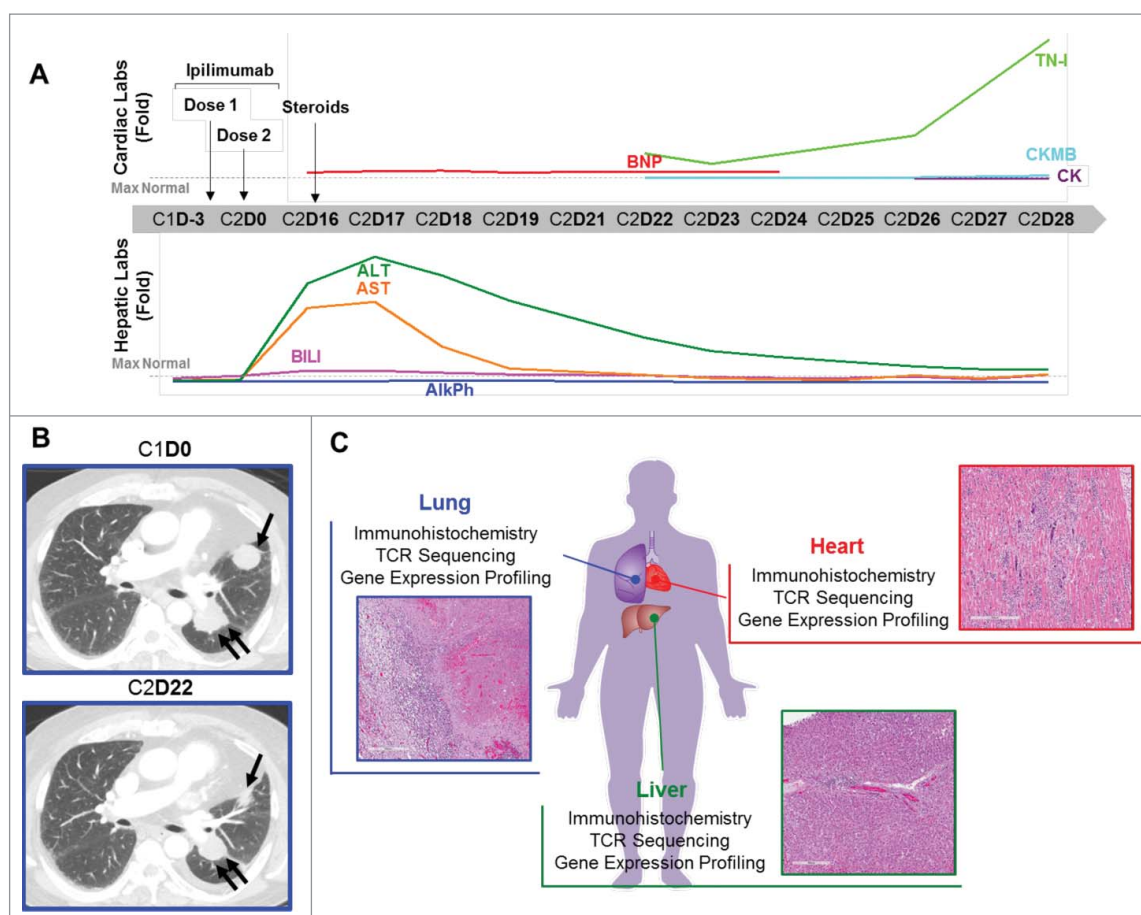 A
Cardiac Labs
(Fold)
Ipilimumab
Dose 1
Dose 2
Steroids
TN-I
BNP
CKMB
CK
Max Normal
C1D-3 C2D0 C2D16 C2D17 C2D18 C2D19 C2D21 C2D22 C2D23 C2D24 C2D25 C2D26 C2D27 C2D28
Hepatic Labs
(Fold)
ALT
AST
Max Normal
BILI
AlkPh
B
C1D0
C2D22
C
Lung
Immunohistochemistry
TCR Sequencing
Gene Expression Profiling
Heart
Immunohistochemistry
TCR Sequencing
Gene Expression Profiling
Liver
Immunohistochemistry
TCR Sequencing
Gene Expression Profiling